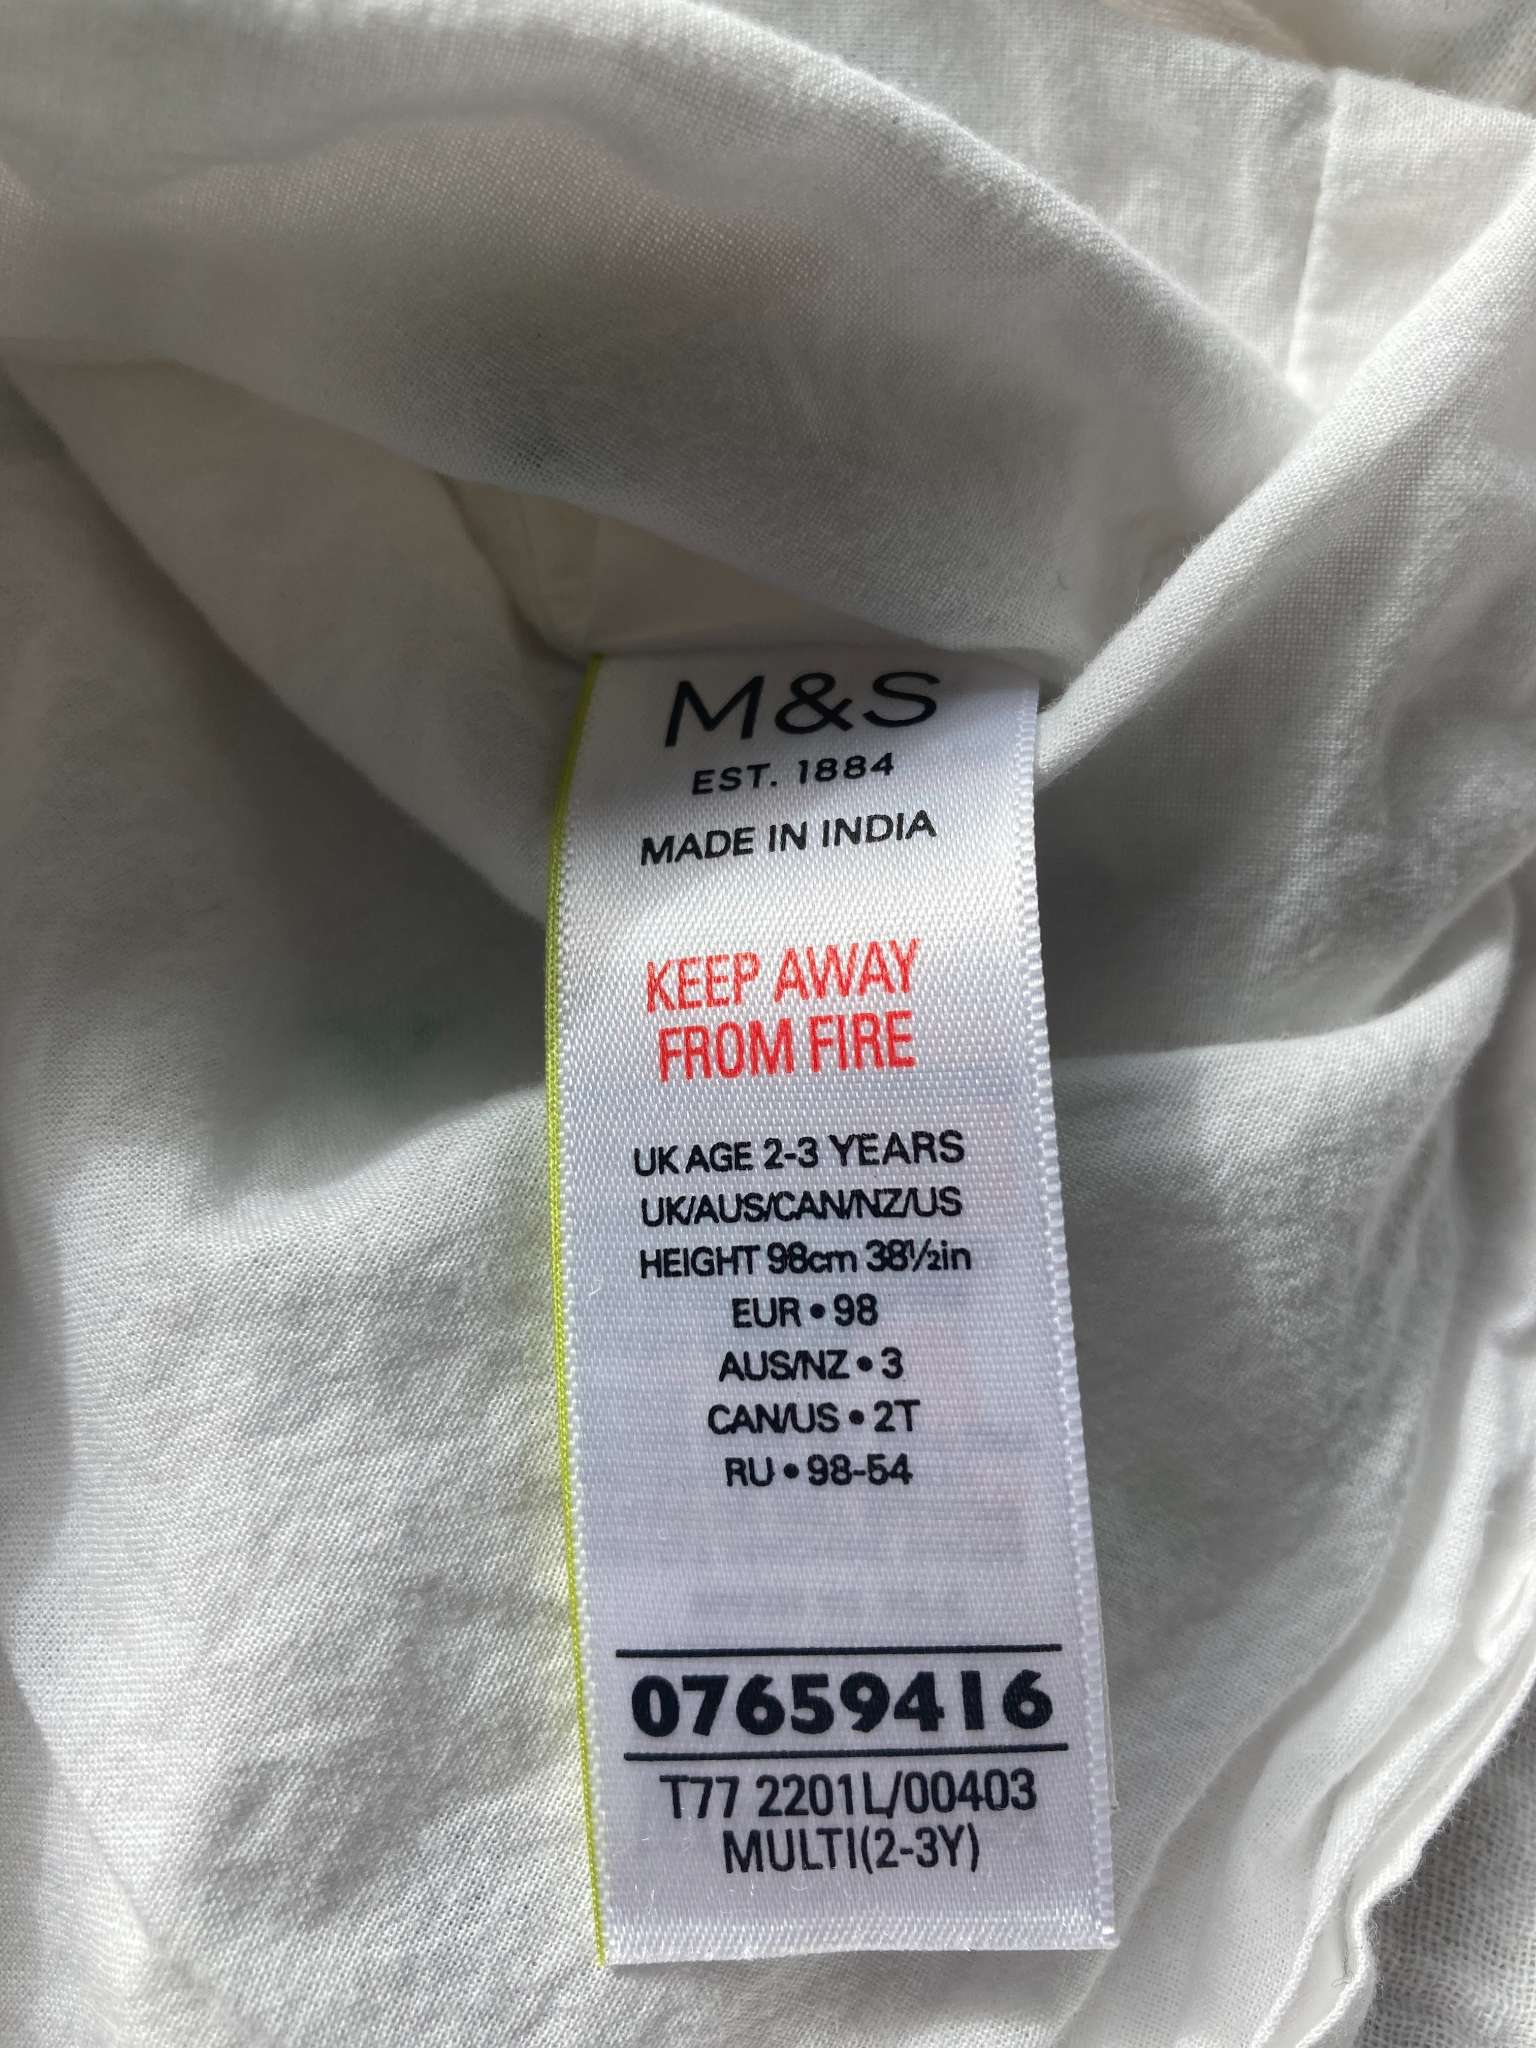 M&S
EST. 1884
MADE IN INDIA
KEEP AWAY
FROM FIRE
UK AGE 2-3 YEARS
UK/AUS/CAN/NZ/US
HEIGHT 98cm 38½in
EUR • 98
AUS/NZ • 3
CAN/US • 2T
RU • 98-54
07659416
T77 2201L/00403
MULTI(2-3Y)